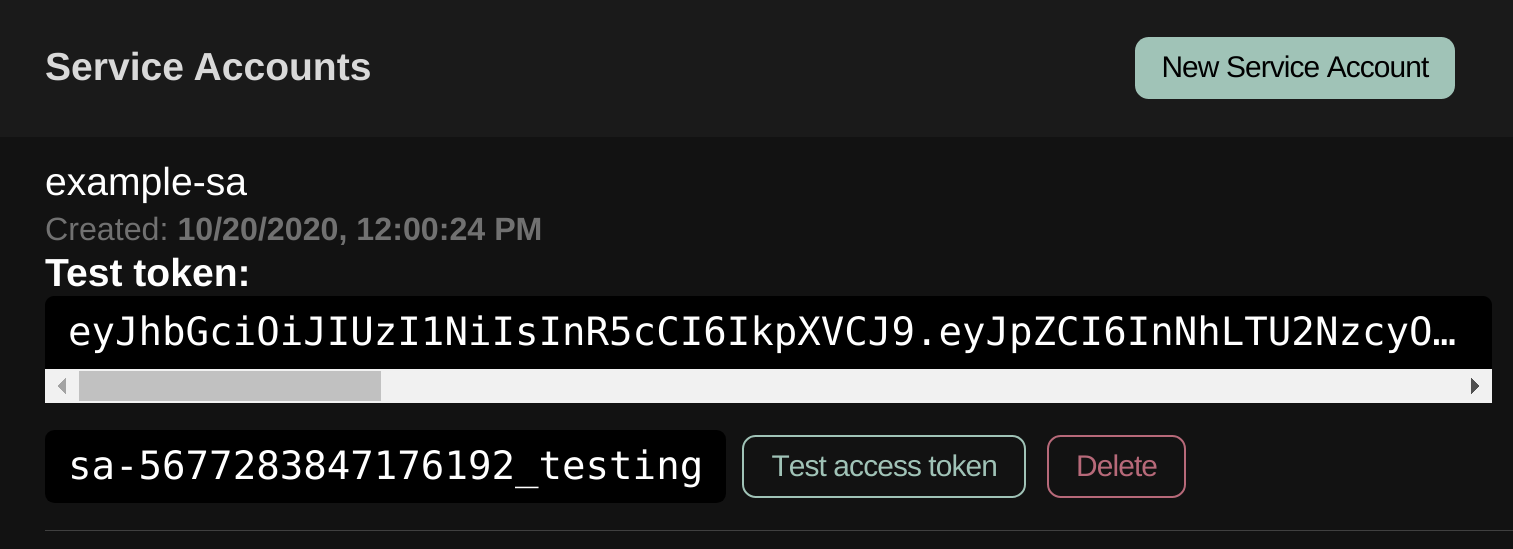 Service Accounts
New Service Account
example-sa
Created: 10/20/2020, 12:00:24 PM
Test token:
eyJhbGciOiJIUzI1NiIsInR5cCI6IkpXVCJ9.eyJpZCI6InNhLTU2NzcyO…
sa-5677283847176192_testing
Test access token
Delete